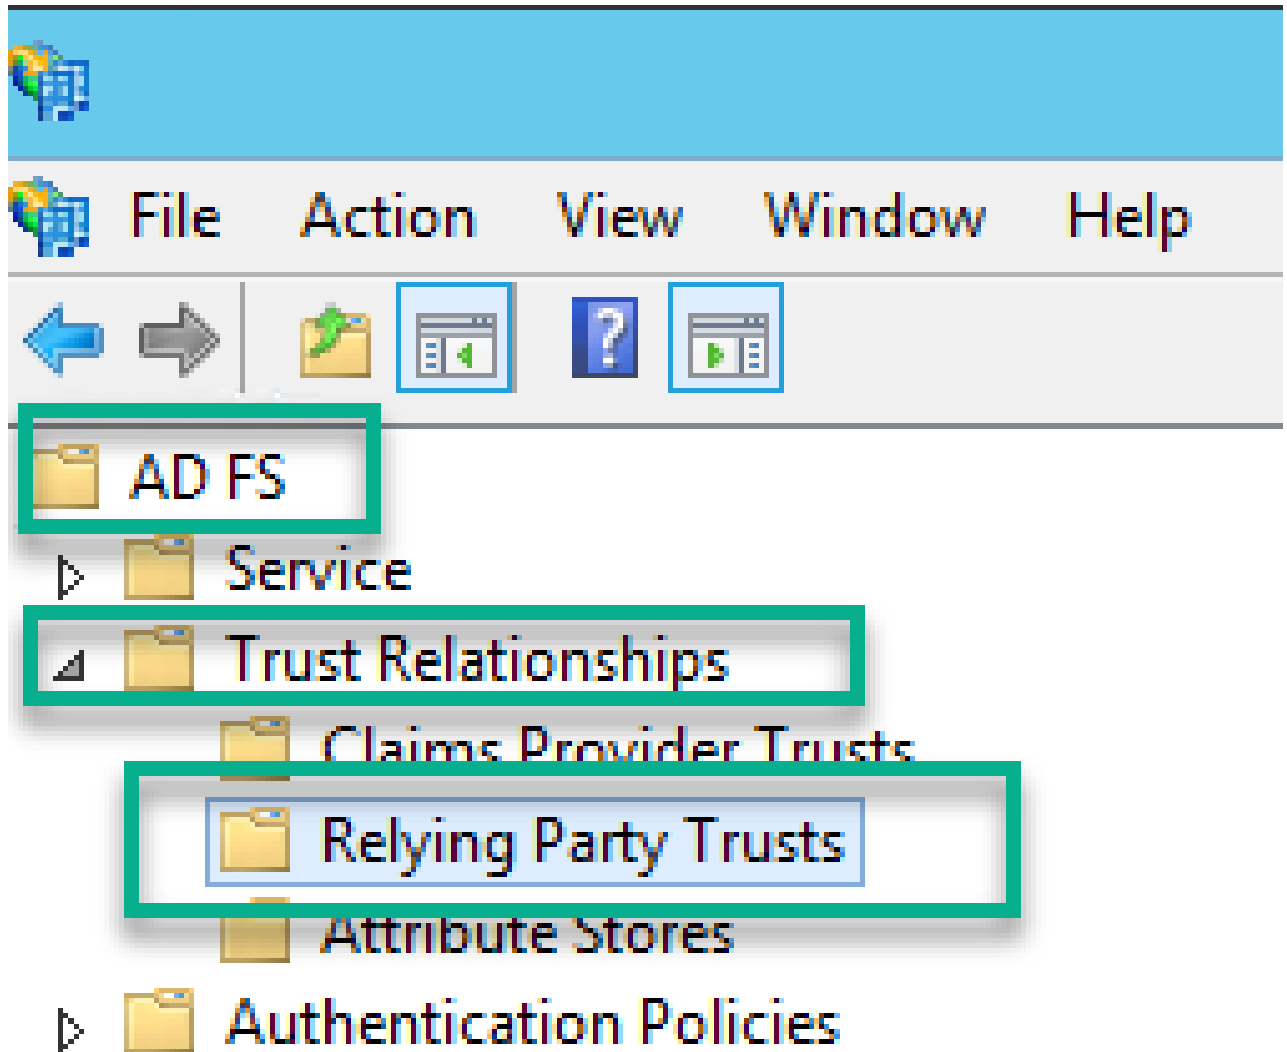 File Action View Window Help
AD FS
Service
Trust Relationships
Claims Provider Trusts
Relying Party Trusts
Attribute Stores
Authentication Policies